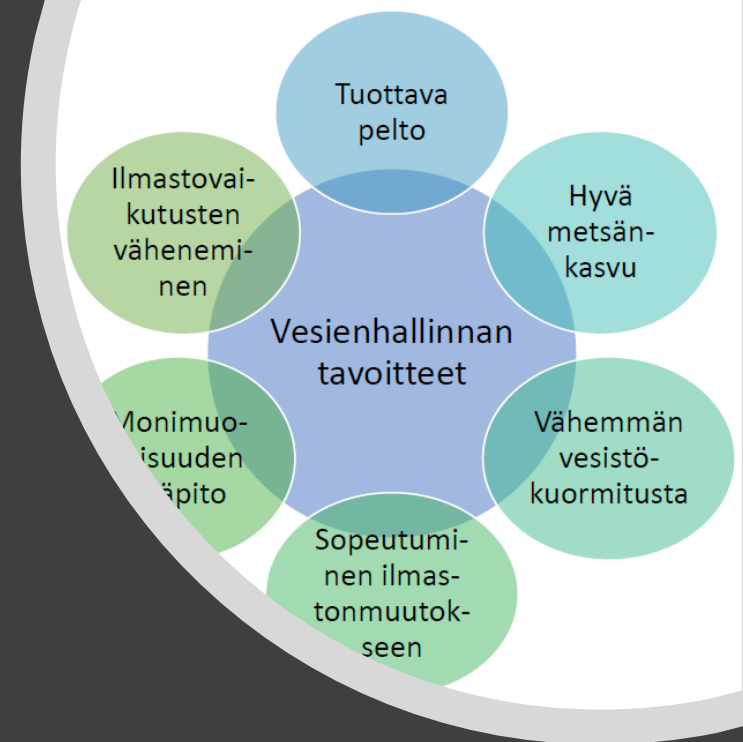 Tuottava
pelto
Hyvä
metsän-
kasvu
Vähemmän
vesistö-
kuormitusta
Sopeutumi-
nen ilmas-
tonmuutok-
seen
Monimuo-
isuuden
äpito
Ilmastovai-
kutusten
vähenemi-
nen
Vesienhallinnan
tavoitteet